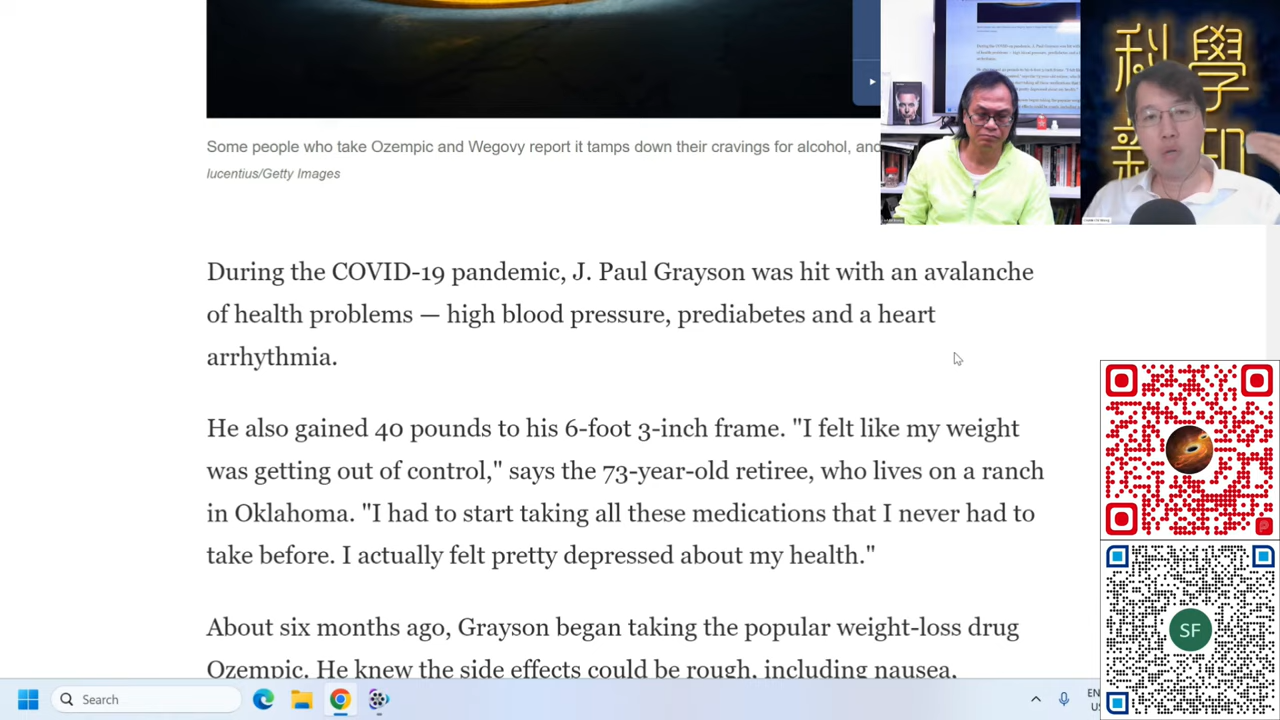 Some people who take Ozempic and Wegovy report it tamps down their cravings for alcohol, and
lucentius/Getty Images
科學
新知
During the COVID-19 pandemic, J. Paul Grayson was hit with an avalanche
of health problems — high blood pressure, prediabetes and a heart
arrhythmia.
He also gained 40 pounds to his 6-foot 3-inch frame. "I felt like my weight
was getting out of control," says the 73-year-old retiree, who lives on a ranch
in Oklahoma. "I had to start taking all these medications that I never had to
take before. I actually felt pretty depressed about my health."
About six months ago, Grayson began taking the popular weight-loss drug
Ozempic. He knew the side effects could be rough, including nausea,
SF
Search
EN
US